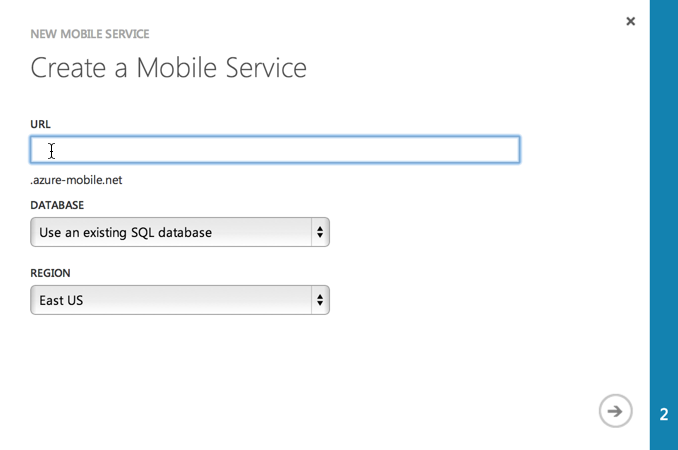 NEW MOBILE SERVICE
Create a Mobile Service
URL
.azure-mobile.net
DATABASE
Use an existing SQL database
REGION
East US
2